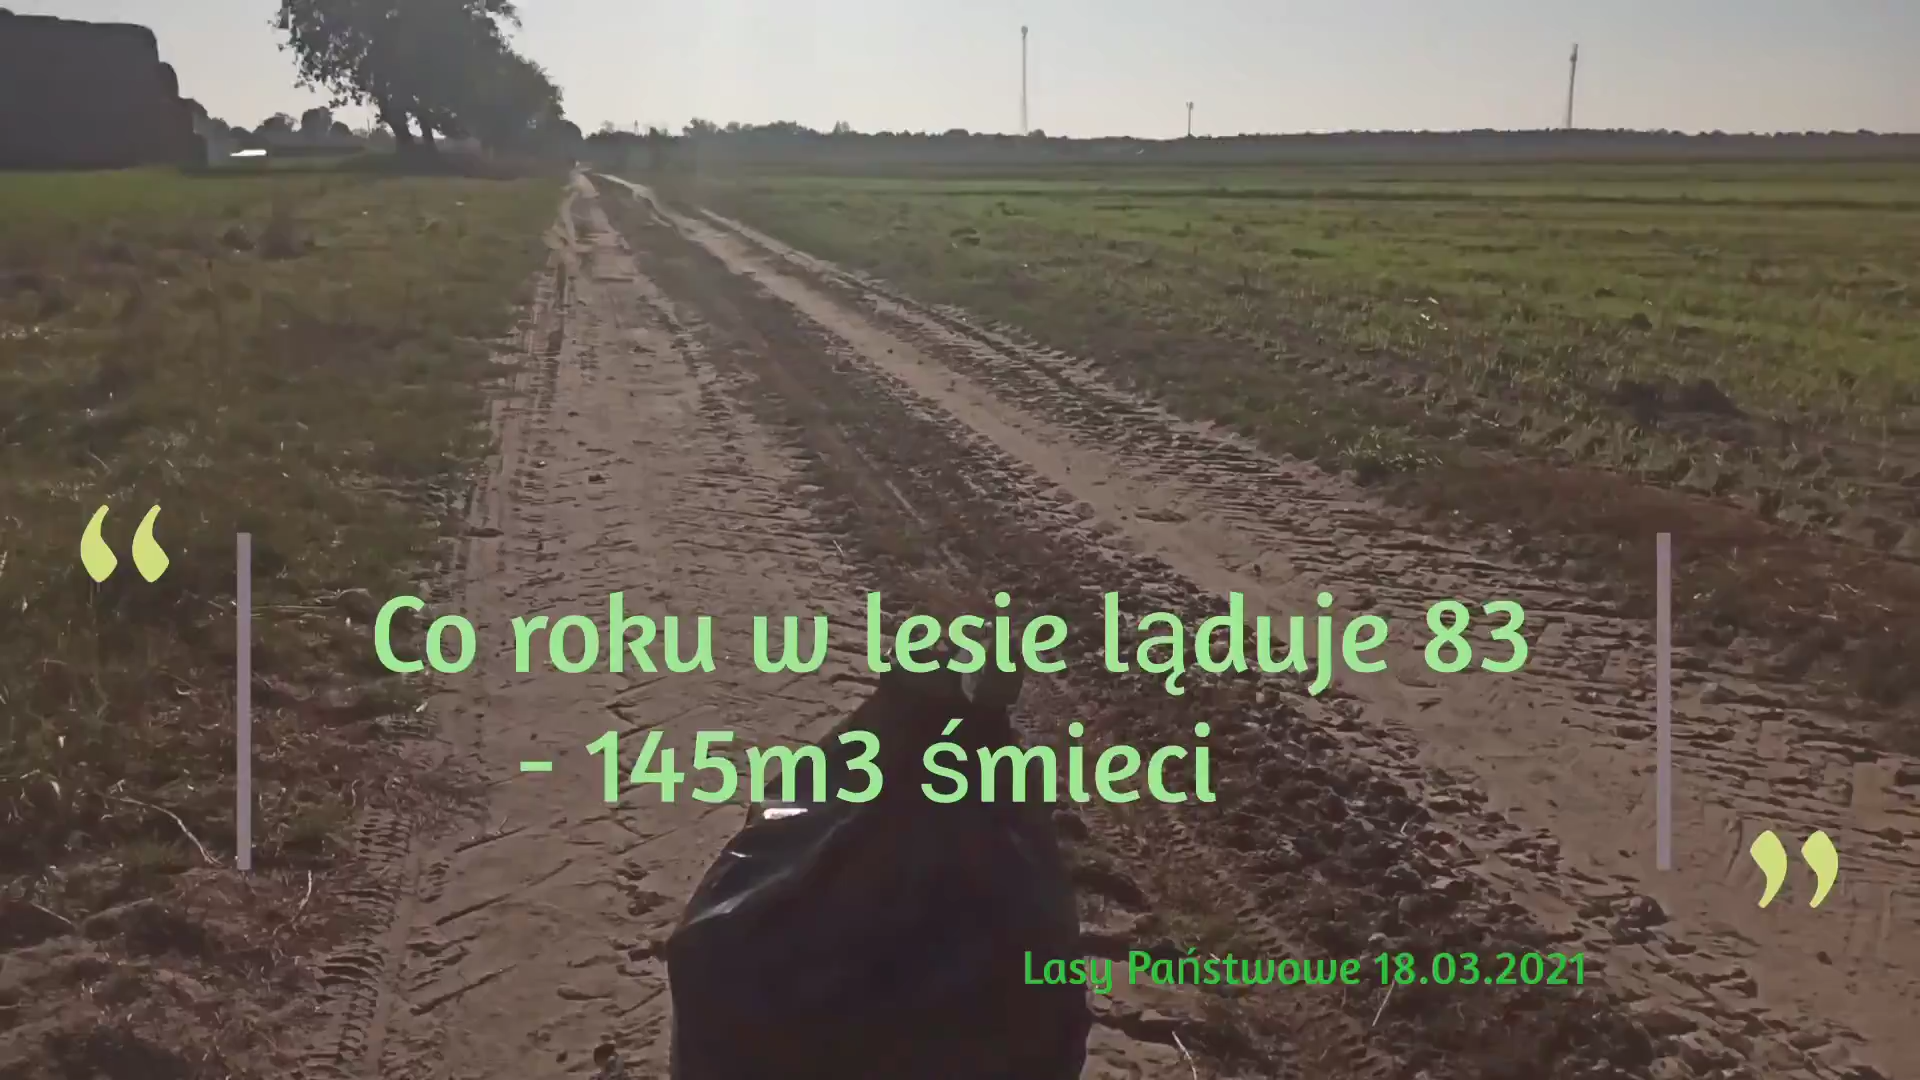 “
Co roku w lesie ląduje 83
- 145m3 śmieci
”
Lasy Państwowe 18.03.2021